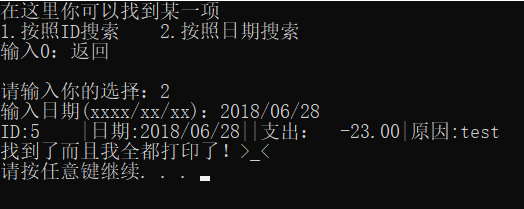 在这里你可以找到某一项
1.按照ID搜索    2.按照日期搜索
输入0：返回
请输入你的选择：2
输入日期(xxxx/xx/xx)：2018/06/28
ID:5    |日期:2018/06/28||支出：  -23.00|原因:test
找到了而且我全都打印了！>_<
请按任意键继续. . .